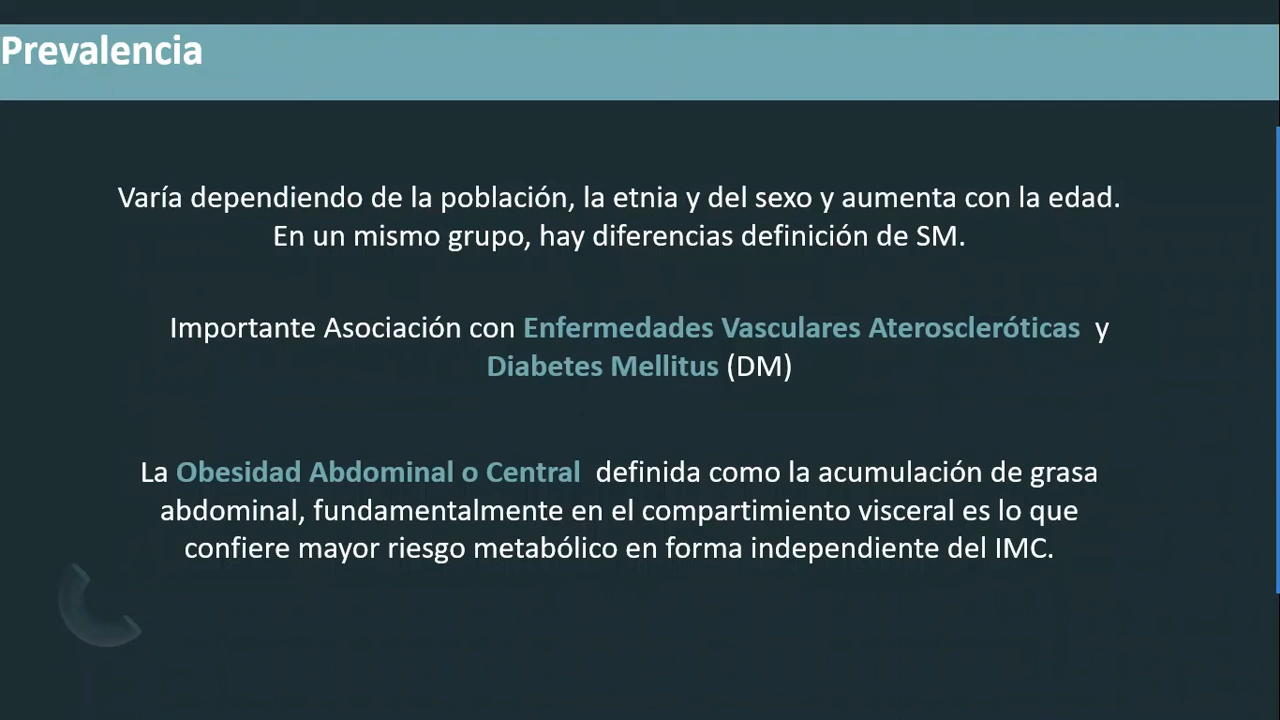 Prevalencia
Varía dependiendo de la población, la etnia y del sexo y aumenta con la edad.
En un mismo grupo, hay diferencias definición de SM.
Importante Asociación con Enfermedades Vasculares Ateroscleróticas y
Diabetes Mellitus (DM)
La Obesidad Abdominal o Central definida como la acumulación de grasa
abdominal, fundamentalmente en el compartimiento visceral es lo que
confiere mayor riesgo metabólico en forma independiente del IMC.